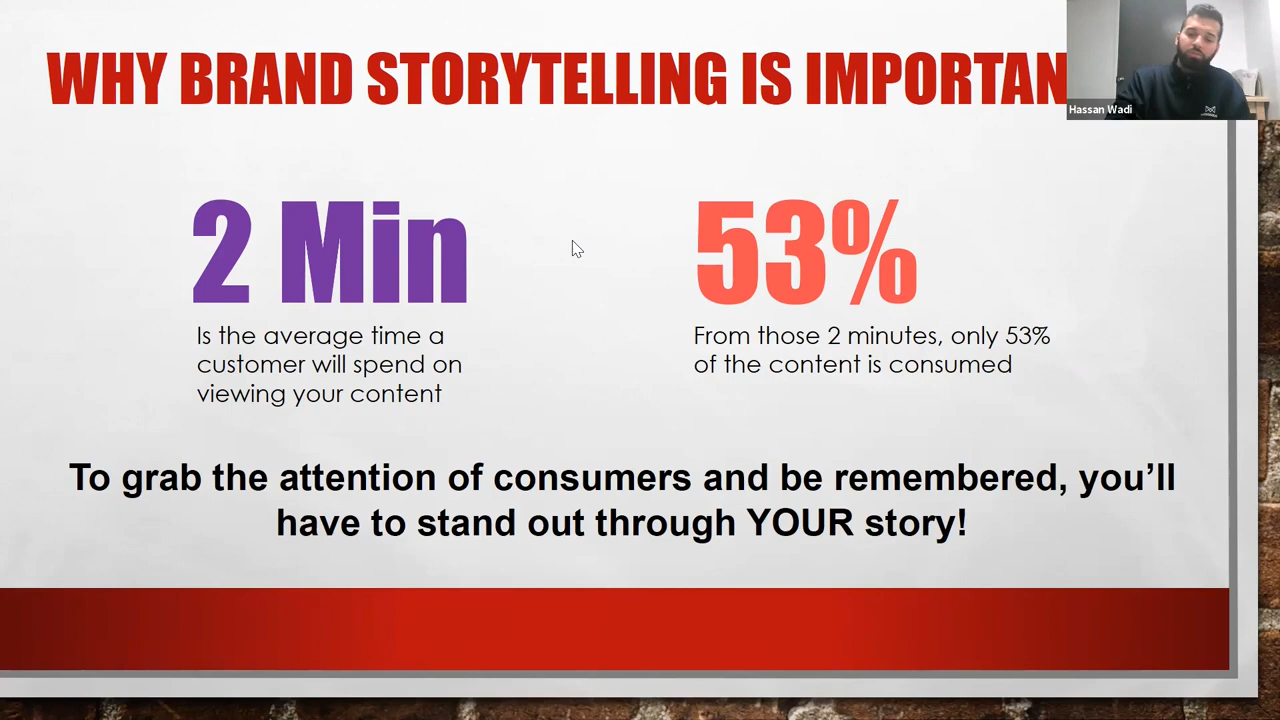 WHY BRAND STORYTELLING IS IMPORTAN
Hassan Wadi
2 Min
Is the average time a
customer will spend on
viewing your content
53%
From those 2 minutes, only 53%
of the content is consumed
To grab the attention of consumers and be remembered, you’ll
have to stand out through YOUR story!